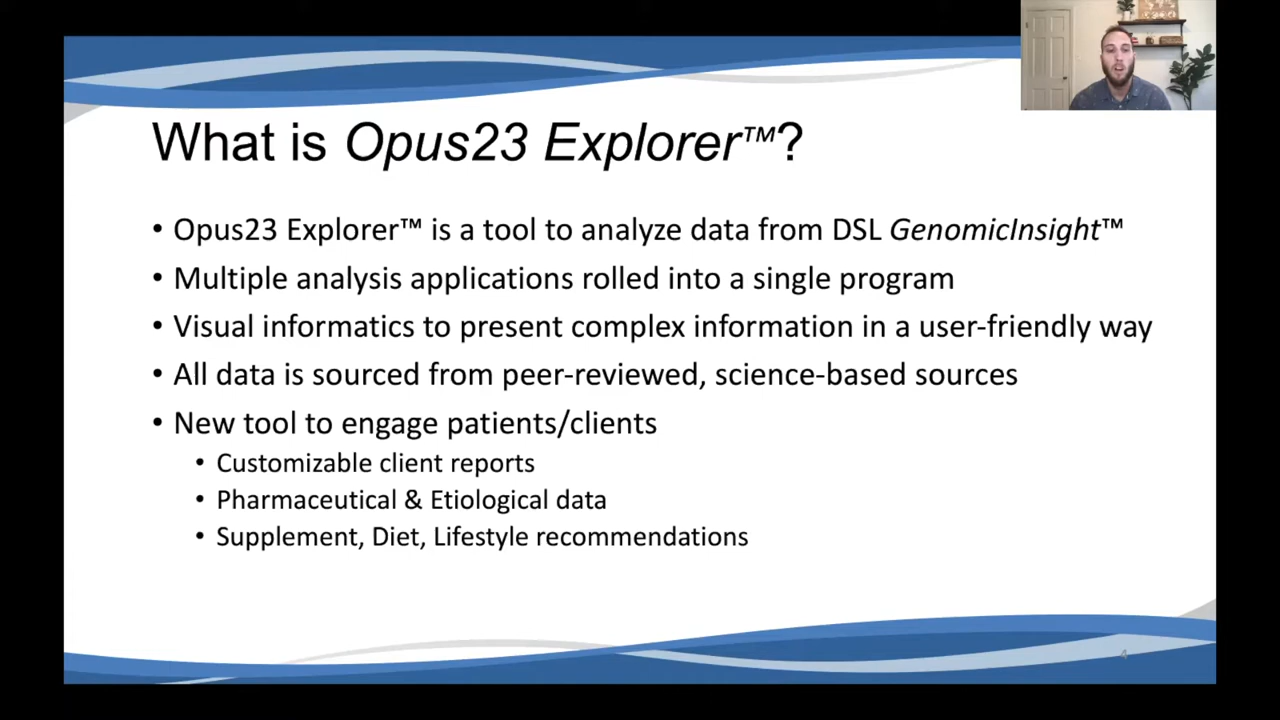 What is Opus23 Explorer™?
• Opus23 Explorer™ is a tool to analyze data from DSL GenomicInsight™
• Multiple analysis applications rolled into a single program
• Visual informatics to present complex information in a user-friendly way
• All data is sourced from peer-reviewed, science-based sources
• New tool to engage patients/clients
• Customizable client reports
• Pharmaceutical & Etiological data
• Supplement, Diet, Lifestyle recommendations
4